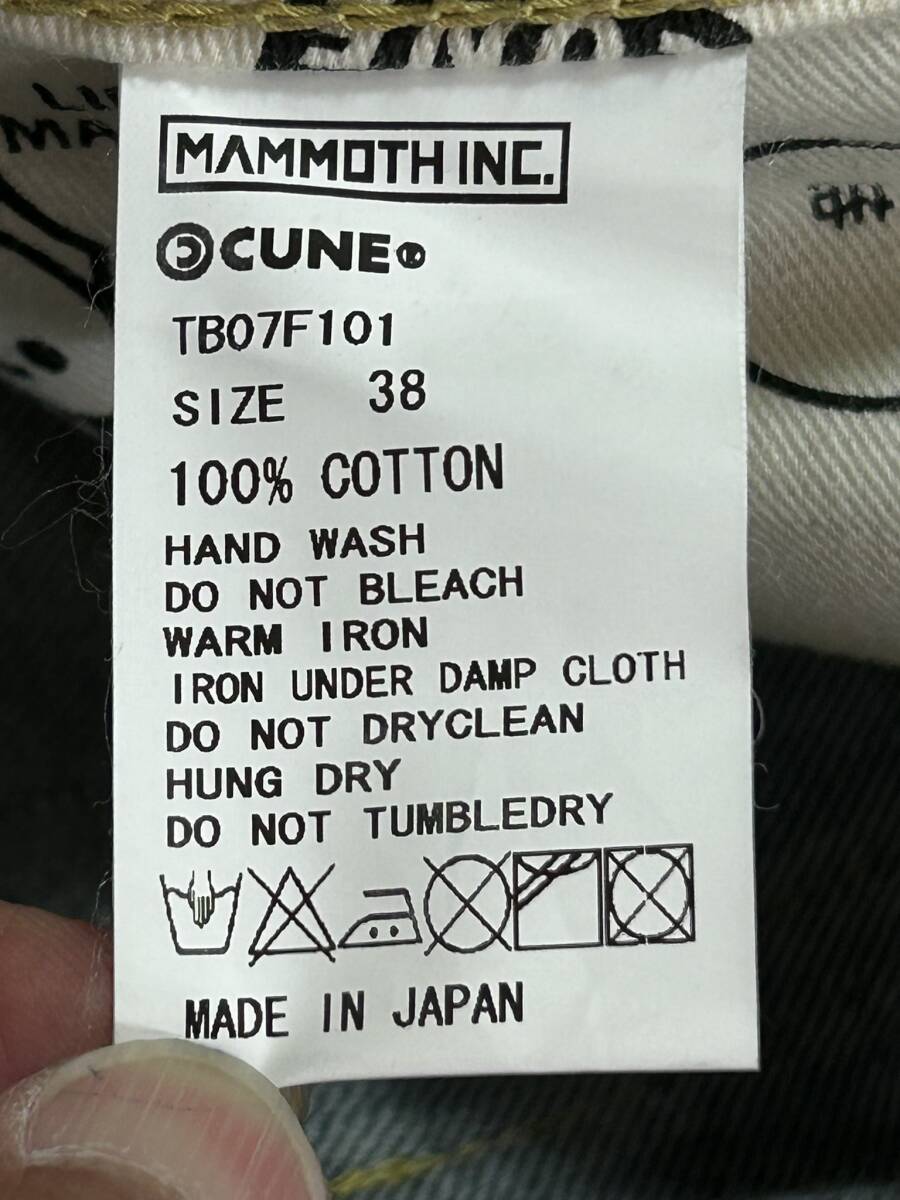 MAMMOTH INC.
CUNE®
TB07F101
SIZE 38
100% COTTON
HAND WASH
DO NOT BLEACH
WARM IRON
IRON UNDER DAMP CLOTH
DO NOT DRYCLEAN
HUNG DRY
DO NOT TUMBLEDRY
MADE IN JAPAN